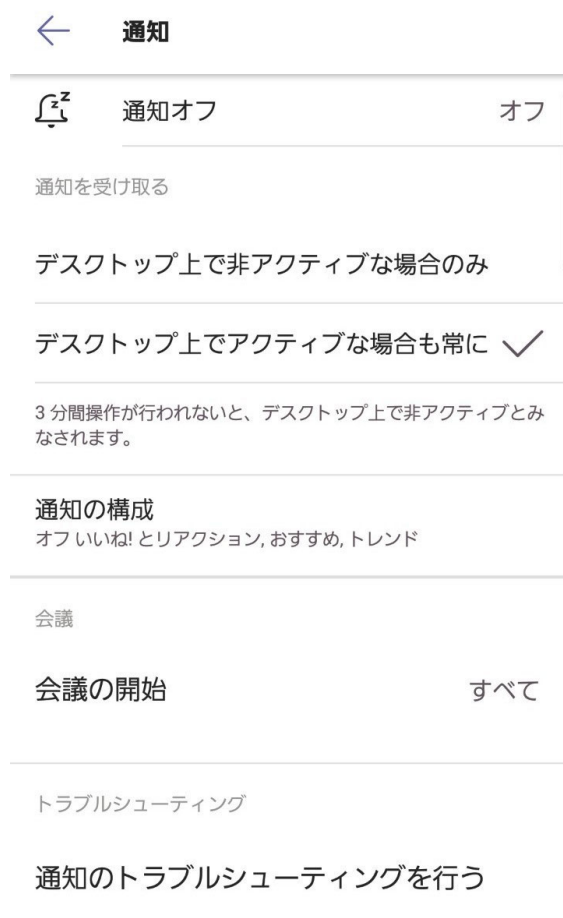 通知
通知オフ オフ
通知を受け取る
デスクトップ上で非アクティブな場合のみ
デスクトップ上でアクティブな場合も常に
3 分間操作が行われないと、デスクトップ上で非アクティブとみ
なされます。
通知の構成
オフ いいね! とリアクション, おすすめ, トレンド
会議
会議の開始 すべて
トラブルシューティング
通知のトラブルシューティングを行う